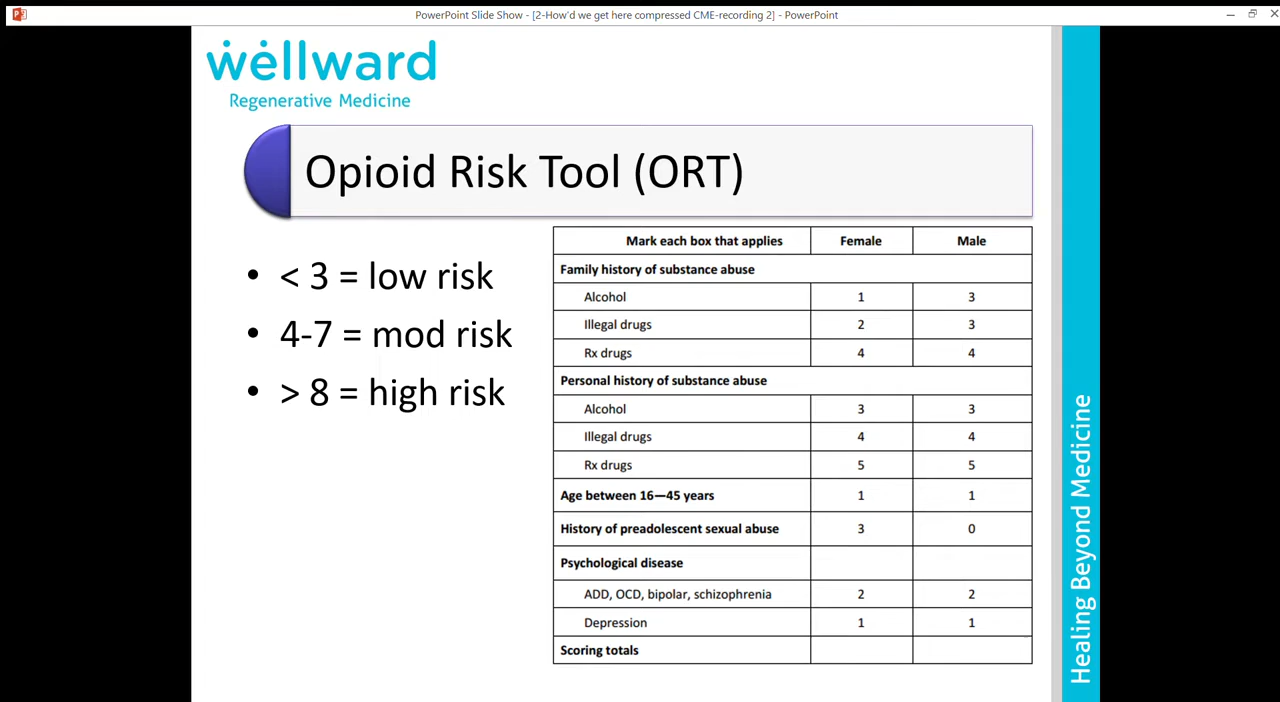 PowerPoint Slide Show - [2-How'd we get here compressed CME-recording 2] - PowerPoint
wellward
Regenerative Medicine
Opioid Risk Tool (ORT)
• < 3 = low risk
• 4-7 = mod risk
• > 8 = high risk
Mark each box that applies Female Male
Family history of substance abuse
Alcohol 1 3
Illegal drugs 2 3
Rx drugs 4 4
Personal history of substance abuse
Alcohol 3 3
Illegal drugs 4 4
Rx drugs 5 5
Age between 16—45 years 1 1
History of preadolescent sexual abuse 3 0
Psychological disease
ADD, OCD, bipolar, schizophrenia 2 2
Depression 1 1
Scoring totals
Healing Beyond Medicine